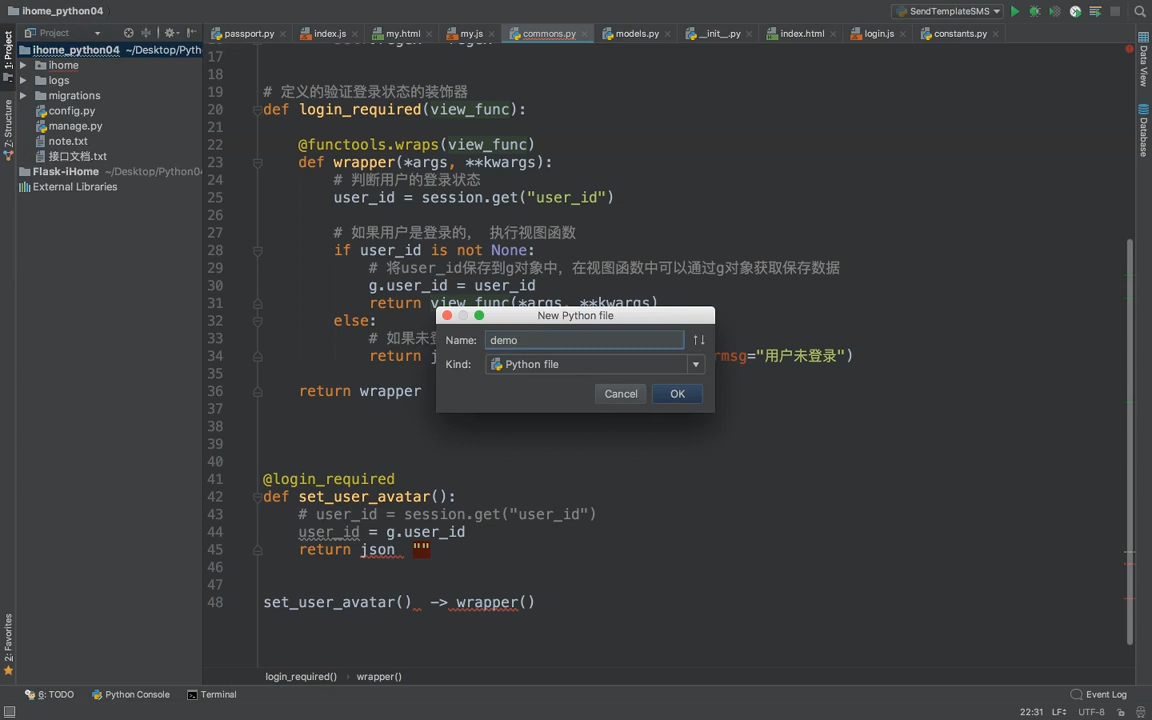 ihome_python04
SendTemplateSMS
1: Project
Z: Structure
2: Favorites
Project
passport.py
index.js
my.html
my.js
commons.py
models.py
__init__.py
index.html
login.js
constants.py
ihome_python04 ~/Desktop/Pyth
ihome
logs
migrations
config.py
manage.py
note.txt
接口文档.txt
Flask-iHome ~/Desktop/Python0
External Libraries
17
18
19 # 定义的验证登录状态的装饰器
20 def login_required(view_func):
21
22 @functools.wraps(view_func)
23 def wrapper(*args, **kwargs):
24 # 判断用户的登录状态
25 user_id = session.get("user_id")
26
27 # 如果用户是登录的, 执行视图函数
28 if user_id is not None:
29 # 将user_id保存到g对象中, 在视图函数中可以通过g对象获取保存数据
30 g.user_id = user_id
31 return view_func(*args, **kwargs)
32 else:
33 # 如果未
34 return j rmsg="用户未登录")
35
36 return wrapper
37
38
39
40
41 @login_required
42 def set_user_avatar():
43 # user_id = session.get("user_id")
44 user_id = g.user_id
45 return json ""
46
47
48 set_user_avatar() -> wrapper()
New Python file
Name: demo
Kind: Python file
Cancel OK
Data View
Database
login_required() › wrapper()
6: TODO
Python Console
Terminal
Event Log
22:31 LF UTF-8